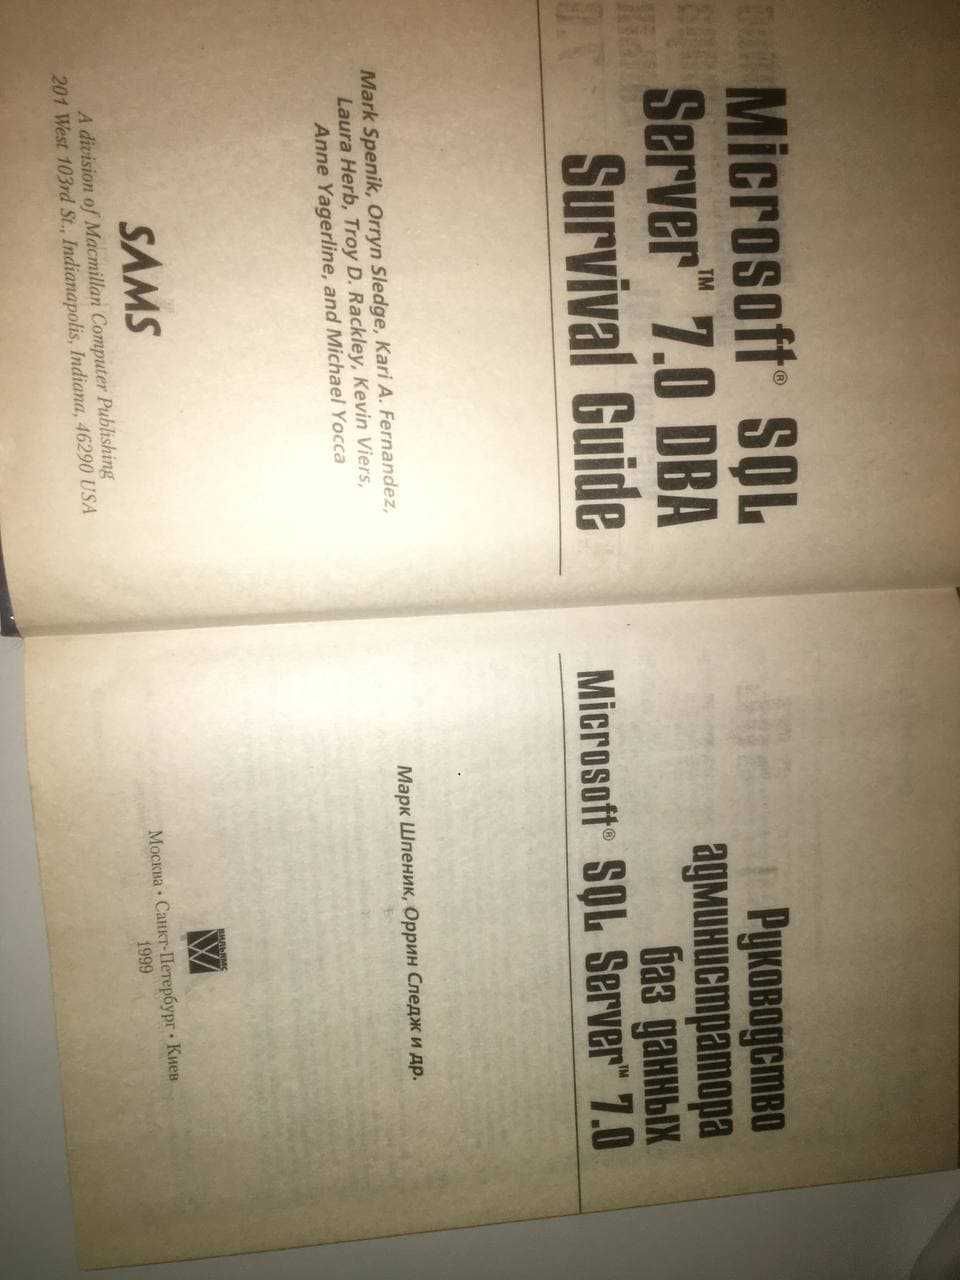 Microsoft® SQL
Server™ 7.0 DBA
Survival Guide
Mark Spenik, Orryn Sledge, Kari A. Fernandez,
Laura Herb, Troy D. Rackley, Kevin Viers,
Anne Yagerline, and Michael Yocca
SAMS
A division of Macmillan Computer Publishing
201 West 103rd St., Indianapolis, Indiana, 46290 USA
Руководство
администратора
баз данных
Microsoft® SQL Server™ 7.0
Марк Шпеник, Оррин Следж и др.
ВИЛЬЯМС
Москва • Санкт-Петербург • Киев
1999